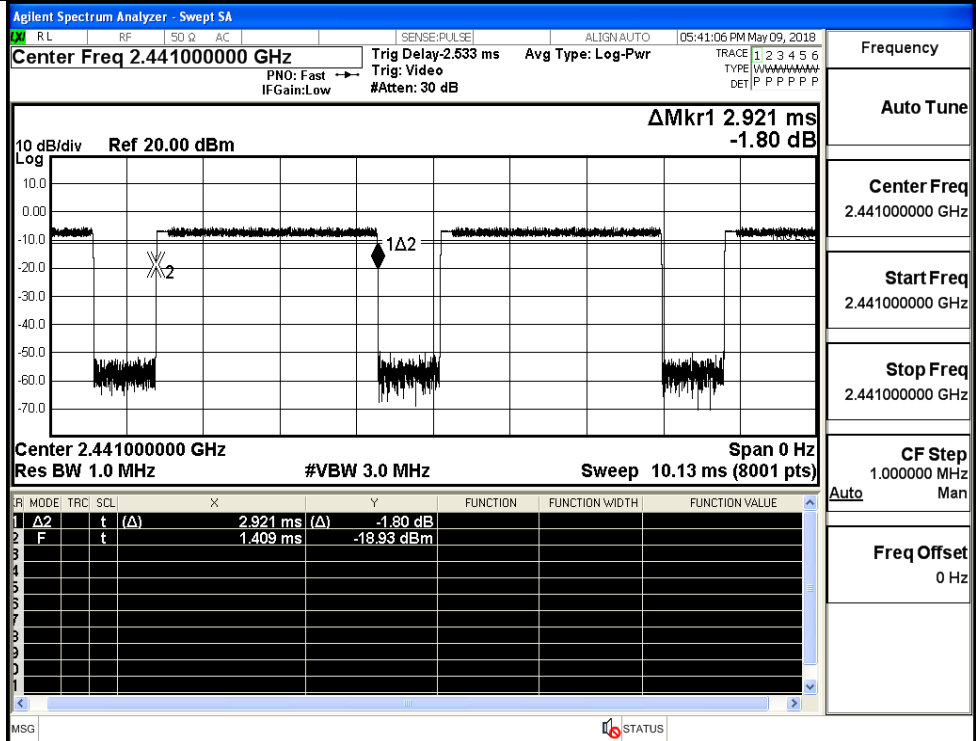 Agilent Spectrum Analyzer - Swept SA
LXI RL RF 50 Ω AC SENSE:PULSE ALIGN AUTO 05:41:06 PM May 09, 2018
Center Freq 2.441000000 GHz
Trig Delay-2.533 ms Avg Type: Log-Pwr TRACE 1 2 3 4 5 6
PNO: Fast Trig: Video TYPE WWWWWW
IFGain:Low #Atten: 30 dB DET P P P P P P
ΔMkr1 2.921 ms
-1.80 dB
10 dB/div Ref 20.00 dBm
Log
10.0
0.00
-10.0
-20.0
-30.0
-40.0
-50.0
-60.0
-70.0
1Δ2
2
Center 2.441000000 GHz Span 0 Hz
Res BW 1.0 MHz #VBW 3.0 MHz Sweep 10.13 ms (8001 pts)
MODE TRC SCL X Y FUNCTION FUNCTION WIDTH FUNCTION VALUE
1 Δ2 t (Δ) 2.921 ms (Δ) -1.80 dB
2 F t 1.409 ms -18.93 dBm
3
4
5
6
7
8
9
MSG STATUS
Frequency
Auto Tune
Center Freq
2.441000000 GHz
Start Freq
2.441000000 GHz
Stop Freq
2.441000000 GHz
CF Step
1.000000 MHz
Auto Man
Freq Offset
0 Hz